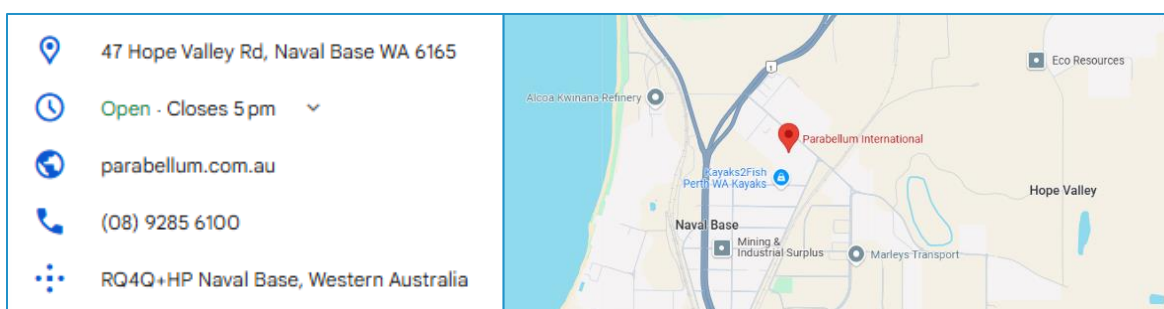 47 Hope Valley Rd, Naval Base WA 6165
Open · Closes 5 pm
parabellum.com.au
(08) 9285 6100
RQ4Q+HP Naval Base, Western Australia
1
Eco Resources
Alcoa Kwinana Refinery
Parabellum International
Kayaks2Fish
Perth WA Kayaks
Hope Valley
Naval Base
Mining &
Industrial Surplus
Marleys Transport